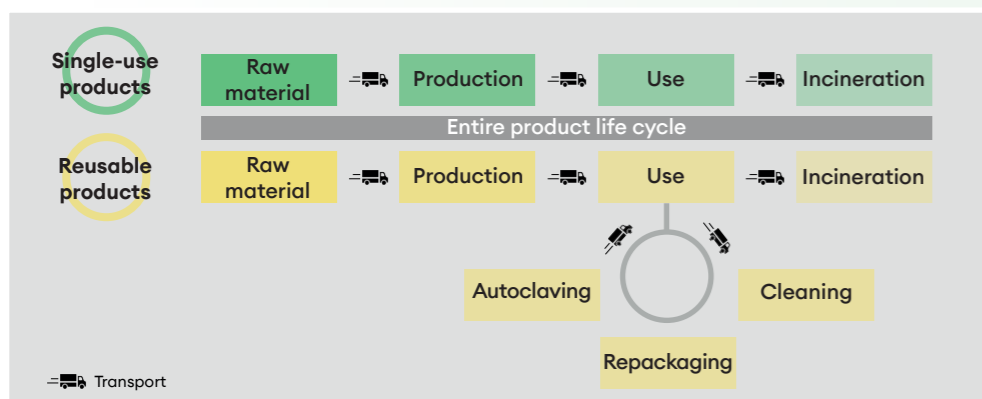 Single-use
products
Raw
material
Production
Use
Incineration
Entire product life cycle
Reusable
products
Raw
material
Production
Use
Incineration
Autoclaving
Cleaning
Repackaging
Transport